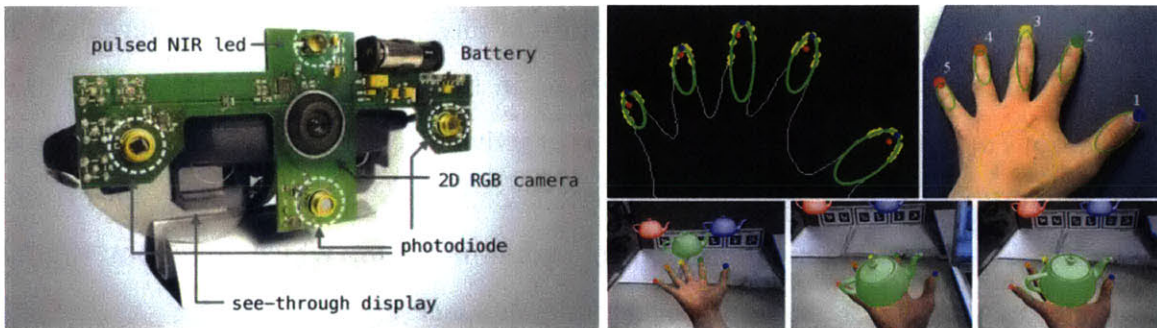 pulsed NIR led
Battery
2D RGB camera
photodiode
see-through display
3
4
2
5
1